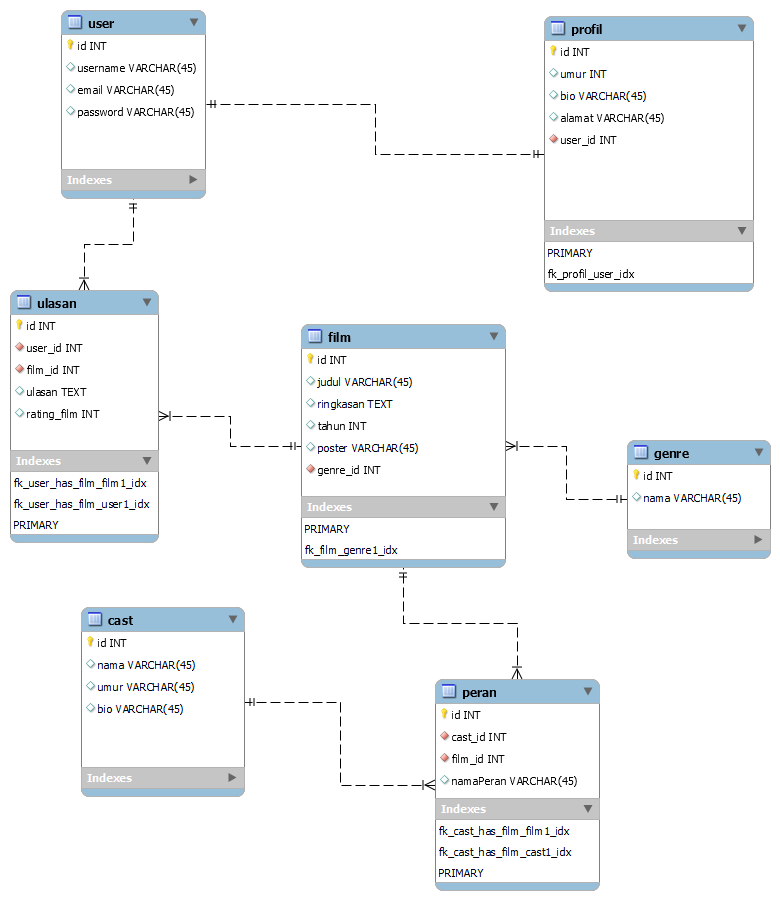 user
id INT
username VARCHAR(45)
email VARCHAR(45)
password VARCHAR(45)
Indexes
profil
id INT
umur INT
bio VARCHAR(45)
alamat VARCHAR(45)
user_id INT
Indexes
PRIMARY
fk_profil_user_idx
ulasan
id INT
user_id INT
film_id INT
ulasan TEXT
rating_film INT
Indexes
fk_user_has_film_film1_idx
fk_user_has_film_user1_idx
PRIMARY
film
id INT
judul VARCHAR(45)
ringkasan TEXT
tahun INT
poster VARCHAR(45)
genre_id INT
Indexes
PRIMARY
fk_film_genre1_idx
genre
id INT
nama VARCHAR(45)
Indexes
cast
id INT
nama VARCHAR(45)
umur VARCHAR(45)
bio VARCHAR(45)
Indexes
peran
id INT
cast_id INT
film_id INT
namaPeran VARCHAR(45)
Indexes
fk_cast_has_film_film1_idx
fk_cast_has_film_cast1_idx
PRIMARY